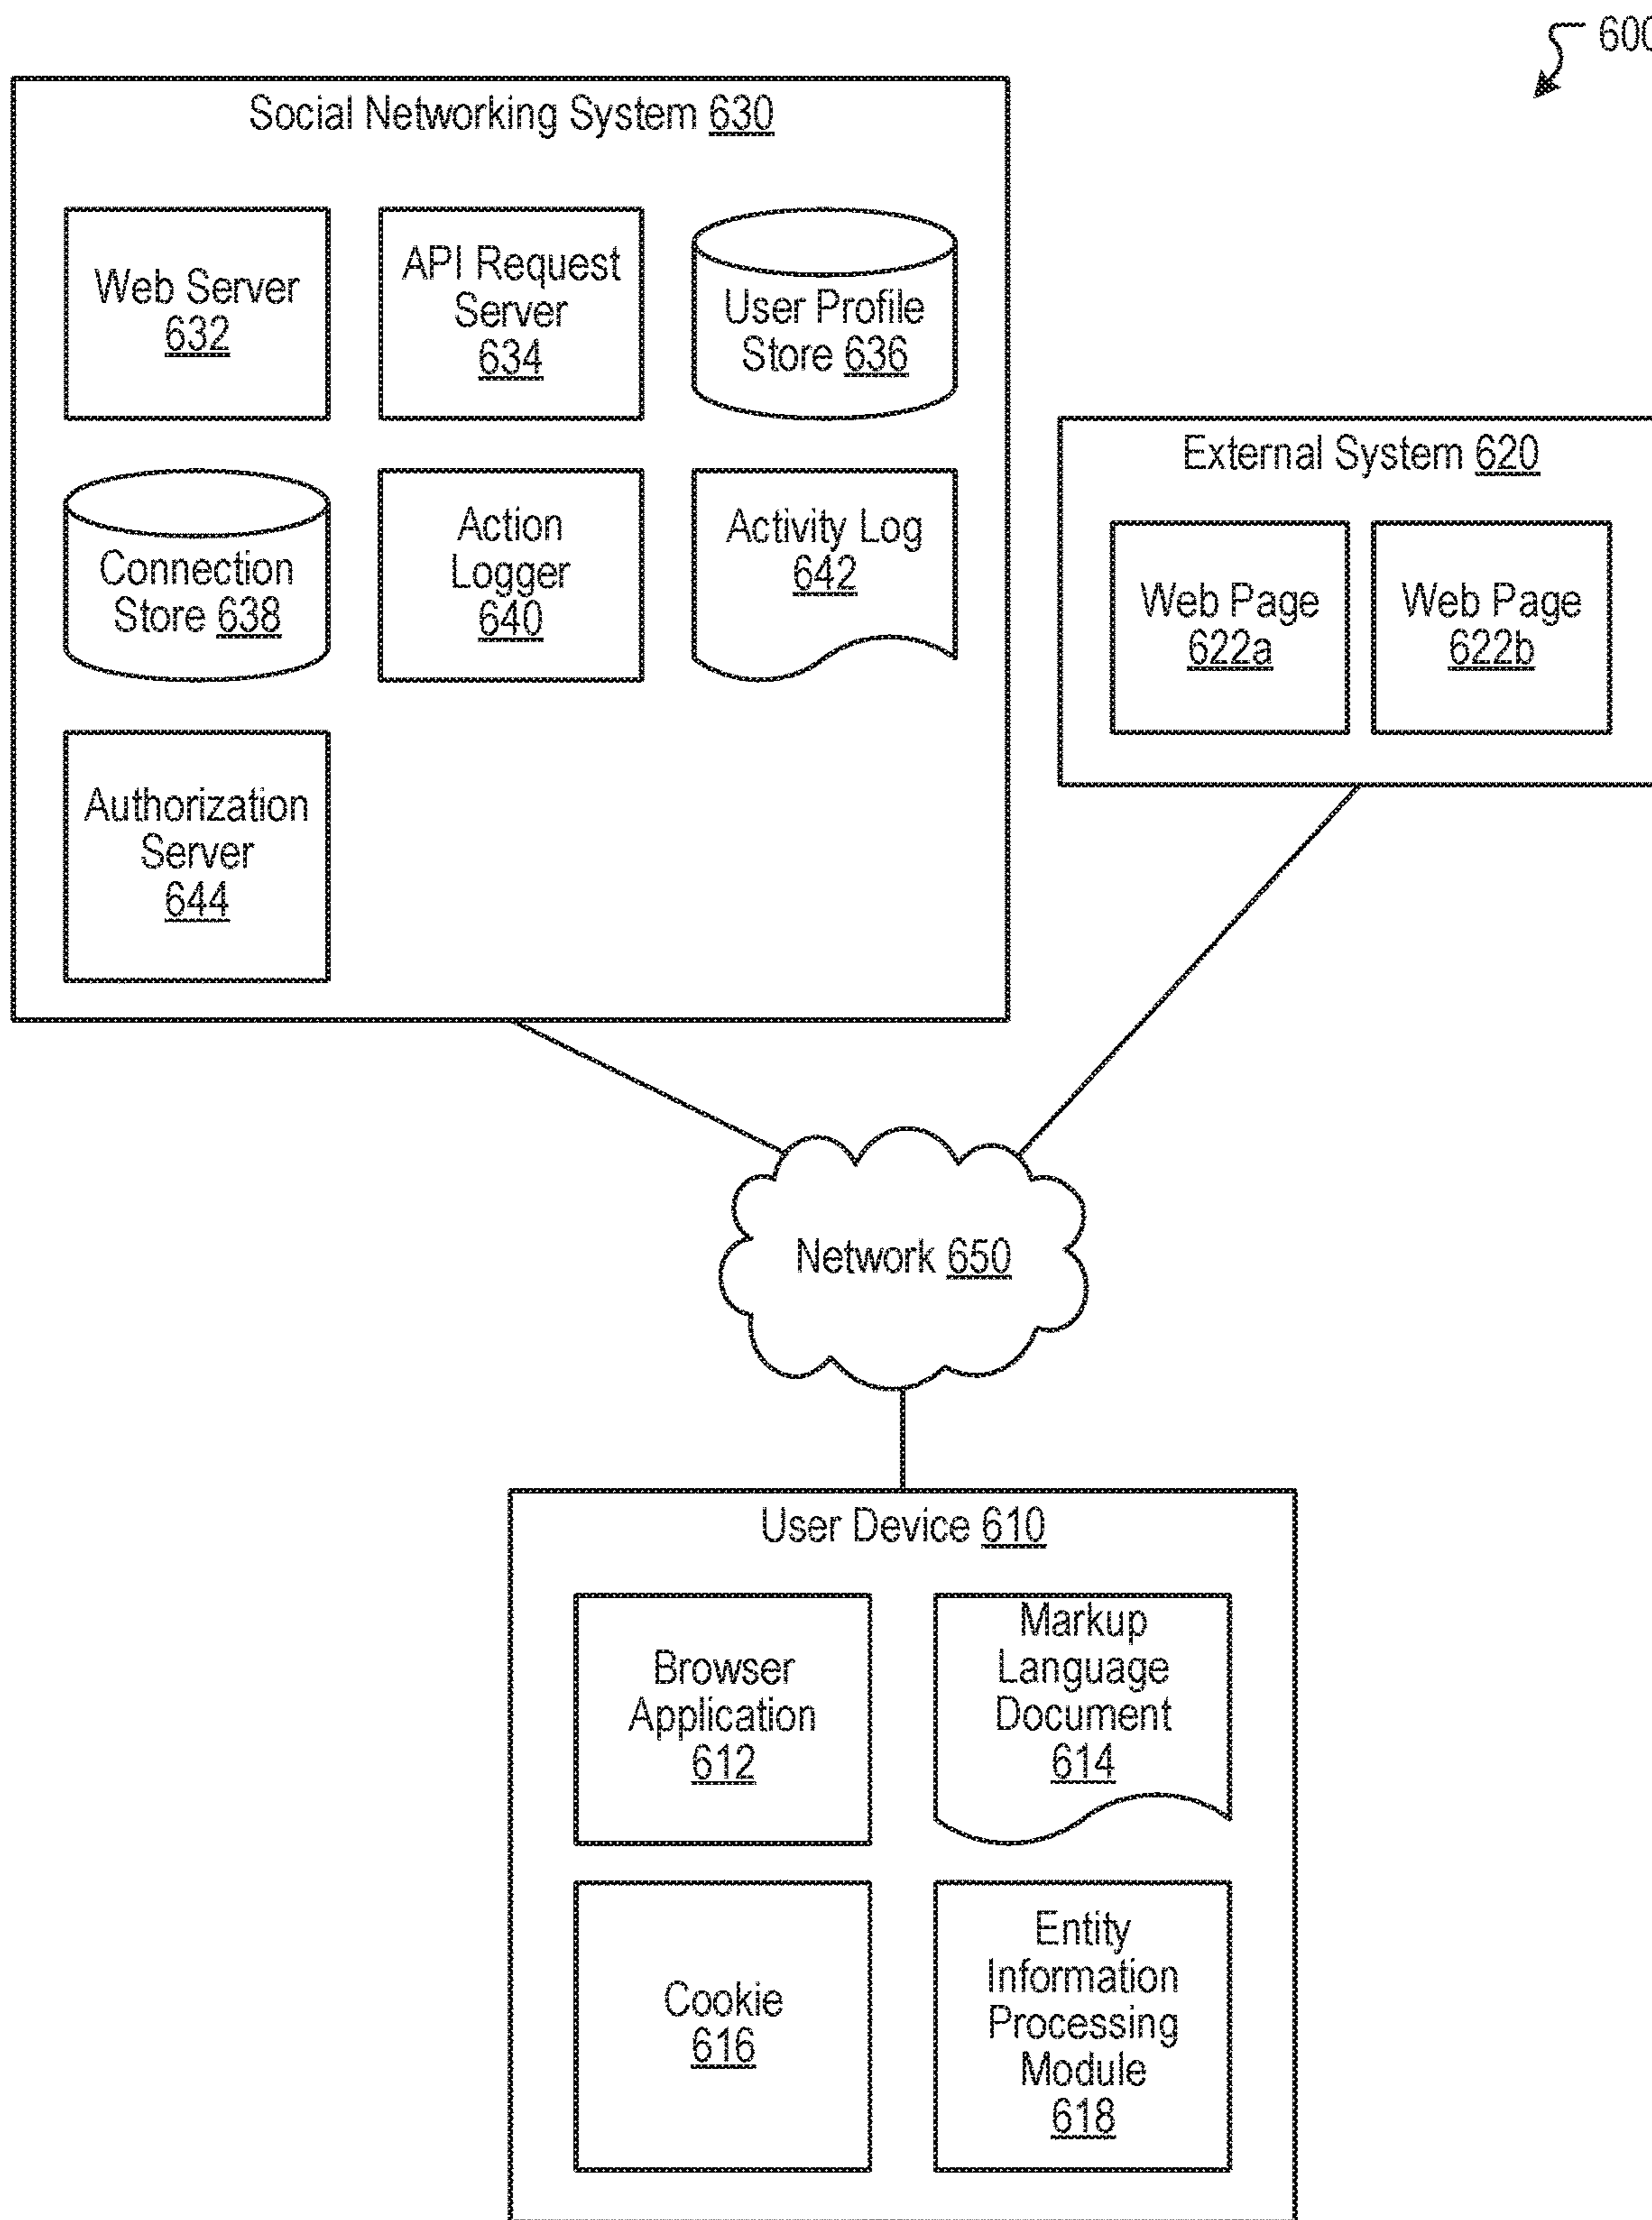 600
Social Networking System 630
Web Server
632
API Request
Server
634
User Profile
Store 636
Connection
Store 638
Action
Logger
640
Activity Log
642
Authorization
Server
644
External System 620
Web Page
622a
Web Page
622b
Network 650
User Device 610
Browser
Application
612
Markup
Language
Document
614
Cookie
616
Entity
Information
Processing
Module
618